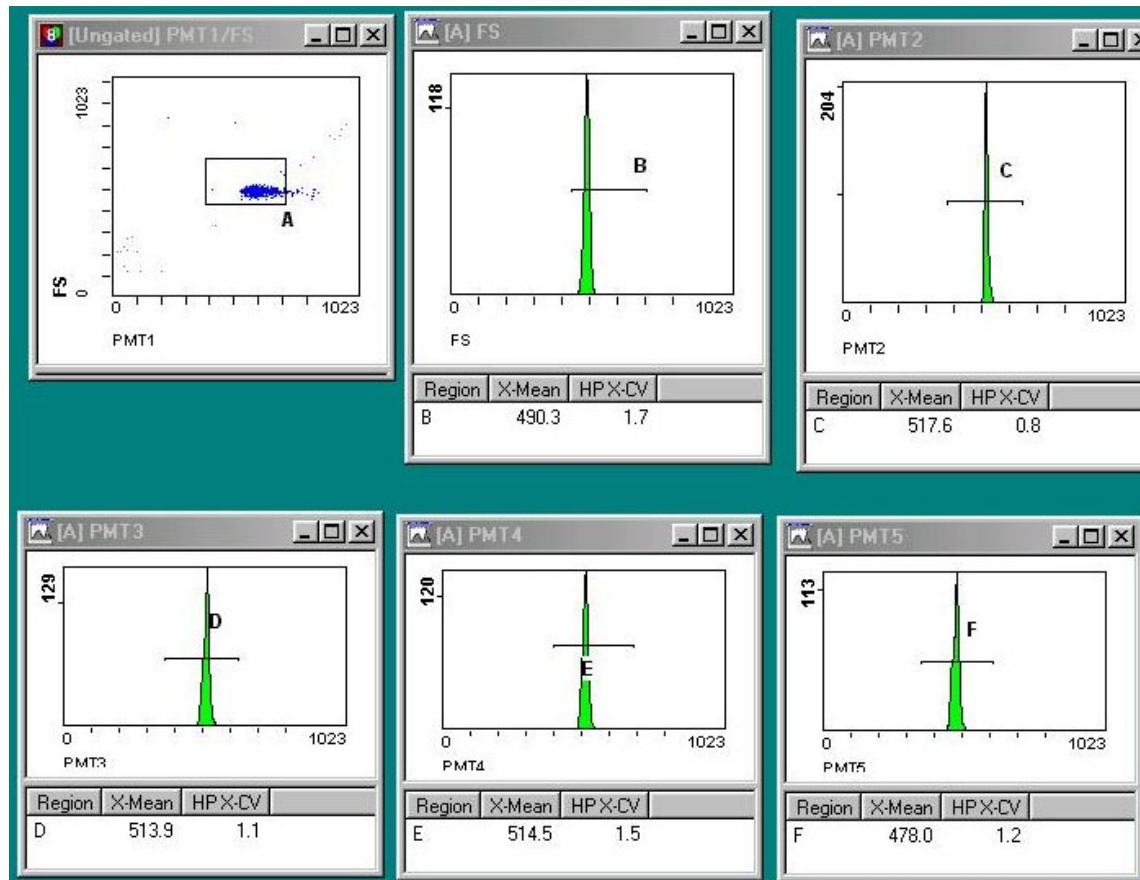 [Ungated] PMT1/FS
1023
A
FS
0
0 1023
PMT1
[A] FS
118
B
0 1023
FS
Region X-Mean HP X-CV
B 490.3 1.7
[A] PMT2
204
C
0 1023
PMT2
Region X-Mean HP X-CV
C 517.6 0.8
[A] PMT3
129
D
0 1023
PMT3
Region X-Mean HP X-CV
D 513.9 1.1
[A] PMT4
120
E
0 1023
PMT4
Region X-Mean HP X-CV
E 514.5 1.5
[A] PMT5
113
F
0 1023
PMT5
Region X-Mean HP X-CV
F 478.0 1.2